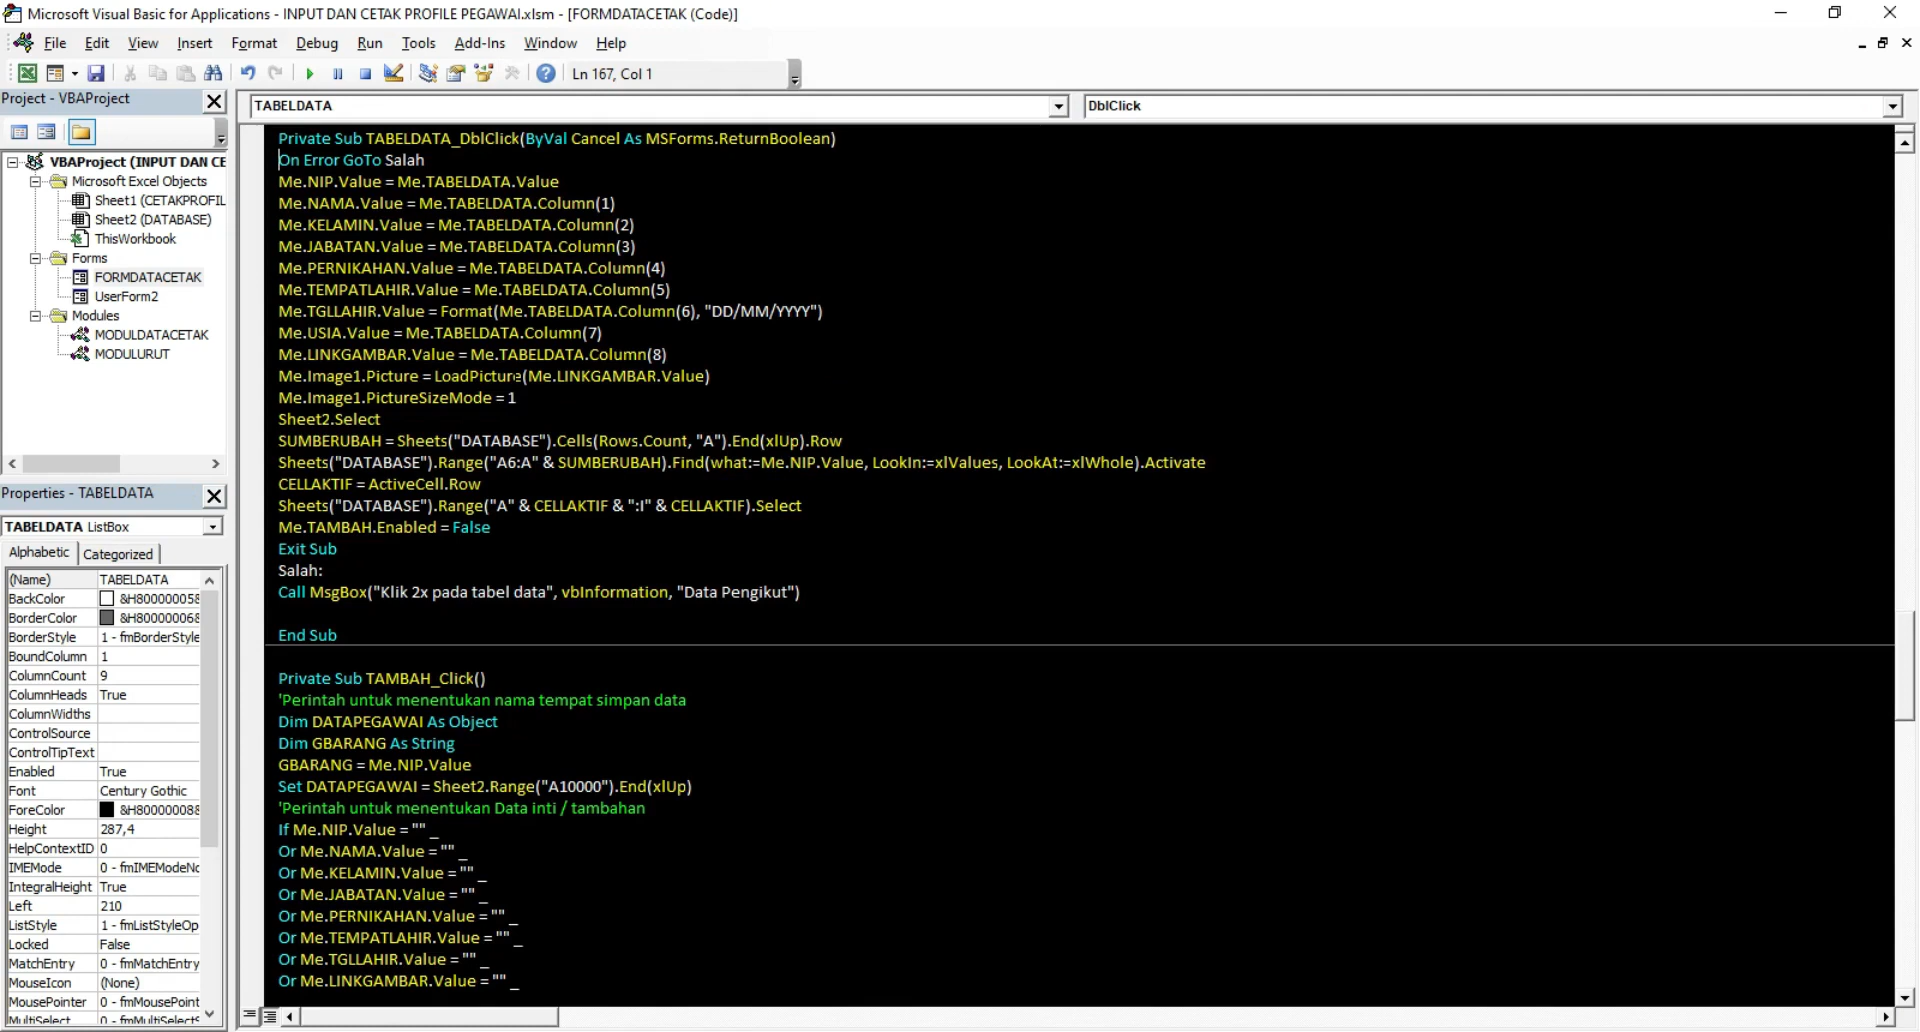 Microsoft Visual Basic for Applications - INPUT DAN CETAK PROFILE PEGAWAI.xlsm - [FORMDATACETAK (Code)]
File Edit View Insert Format Debug Run Tools Add-Ins Window Help
Ln 167, Col 1
Project - VBAProject
VBAProject (INPUT DAN CE
Microsoft Excel Objects
Sheet1 (CETAKPROFIL
Sheet2 (DATABASE)
ThisWorkbook
Forms
FORMDATACETAK
UserForm2
Modules
MODULDATACETAK
MODULURUT
Properties - TABELDATA
TABELDATA ListBox
Alphabetic Categorized
(Name) TABELDATA
BackColor &H80000005&
BorderColor &H80000006&
BorderStyle 1 - fmBorderStyle
BoundColumn 1
ColumnCount 9
ColumnHeads True
ColumnWidths
ControlSource
ControlTipText
Enabled True
Font Century Gothic
ForeColor &H80000008&
Height 287,4
HelpContextID 0
IMEMode 0 - fmIMEModeNo
IntegralHeight True
Left 210
ListStyle 1 - fmListStyleOp
Locked False
MatchEntry 0 - fmMatchEntry
MouseIcon (None)
MousePointer 0 - fmMousePoint
MultiSelect 0 - fmMultiSelectS
TABELDATA DblClick
Private Sub TABELDATA_DblClick(ByVal Cancel As MSForms.ReturnBoolean)
On Error GoTo Salah
Me.NIP.Value = Me.TABELDATA.Value
Me.NAMA.Value = Me.TABELDATA.Column(1)
Me.KELAMIN.Value = Me.TABELDATA.Column(2)
Me.JABATAN.Value = Me.TABELDATA.Column(3)
Me.PERNIKAHAN.Value = Me.TABELDATA.Column(4)
Me.TEMPATLAHIR.Value = Me.TABELDATA.Column(5)
Me.TGLLAHIR.Value = Format(Me.TABELDATA.Column(6), "DD/MM/YYYY")
Me.USIA.Value = Me.TABELDATA.Column(7)
Me.LINKGAMBAR.Value = Me.TABELDATA.Column(8)
Me.Image1.Picture = LoadPicture(Me.LINKGAMBAR.Value)
Me.Image1.PictureSizeMode = 1
Sheet2.Select
SUMBERUBAH = Sheets("DATABASE").Cells(Rows.Count, "A").End(xlUp).Row
Sheets("DATABASE").Range("A6:A" & SUMBERUBAH).Find(what:=Me.NIP.Value, LookIn:=xlValues, LookAt:=xlWhole).Activate
CELLAKTIF = ActiveCell.Row
Sheets("DATABASE").Range("A" & CELLAKTIF & ":I" & CELLAKTIF).Select
Me.TAMBAH.Enabled = False
Exit Sub
Salah:
Call MsgBox("Klik 2x pada tabel data", vbInformation, "Data Pengikut")
End Sub
Private Sub TAMBAH_Click()
'Perintah untuk menentukan nama tempat simpan data
Dim DATAPEGAWAI As Object
Dim GBARANG As String
GBARANG = Me.NIP.Value
Set DATAPEGAWAI = Sheet2.Range("A10000").End(xlUp)
'Perintah untuk menentukan Data inti / tambahan
If Me.NIP.Value = "" _
Or Me.NAMA.Value = "" _
Or Me.KELAMIN.Value = "" _
Or Me.JABATAN.Value = "" _
Or Me.PERNIKAHAN.Value = "" _
Or Me.TEMPATLAHIR.Value = "" _
Or Me.TGLLAHIR.Value = "" _
Or Me.LINKGAMBAR.Value = "" _